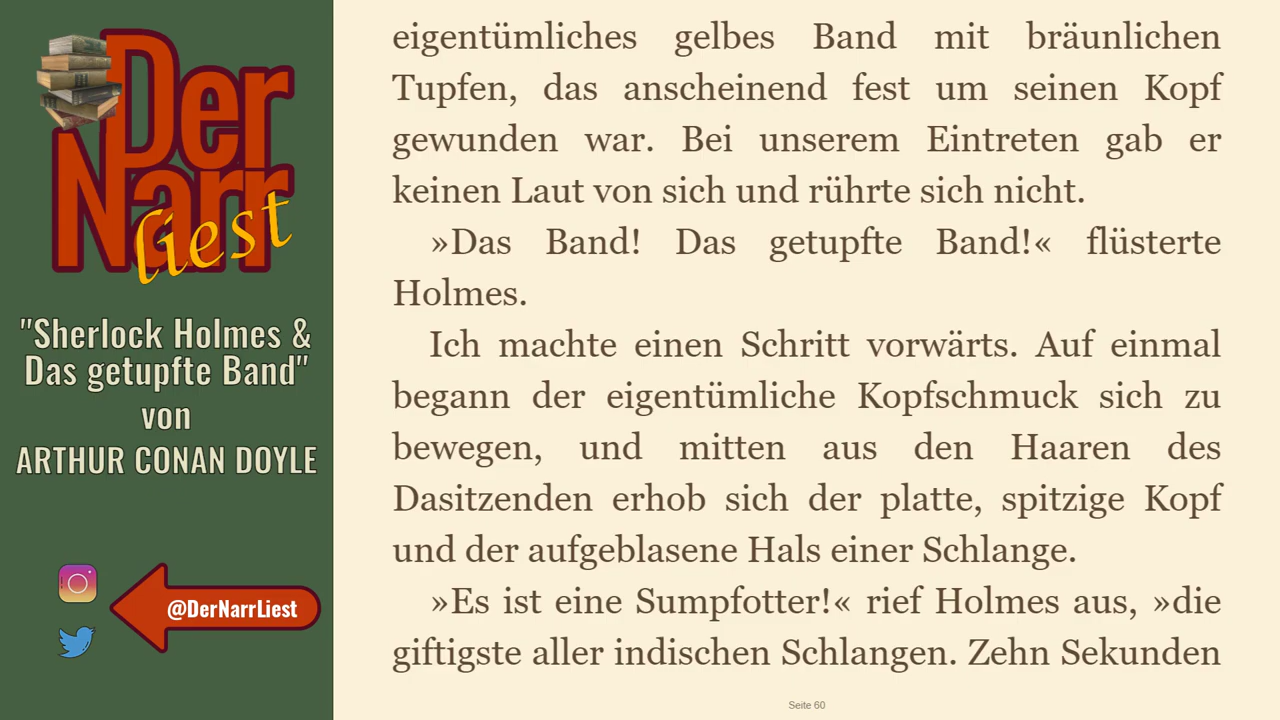 Der
Narr
liest
"Sherlock Holmes &
Das getupfte Band"
von
ARTHUR CONAN DOYLE
@DerNarrLiest
eigentümliches gelbes Band mit bräunlichen
Tupfen, das anscheinend fest um seinen Kopf
gewunden war. Bei unserem Eintreten gab er
keinen Laut von sich und rührte sich nicht.
»Das Band! Das getupfte Band!« flüsterte
Holmes.
Ich machte einen Schritt vorwärts. Auf einmal
begann der eigentümliche Kopfschmuck sich zu
bewegen, und mitten aus den Haaren des
Dasitzenden erhob sich der platte, spitzige Kopf
und der aufgeblasene Hals einer Schlange.
»Es ist eine Sumpfotter!« rief Holmes aus, »die
giftigste aller indischen Schlangen. Zehn Sekunden
Seite 60